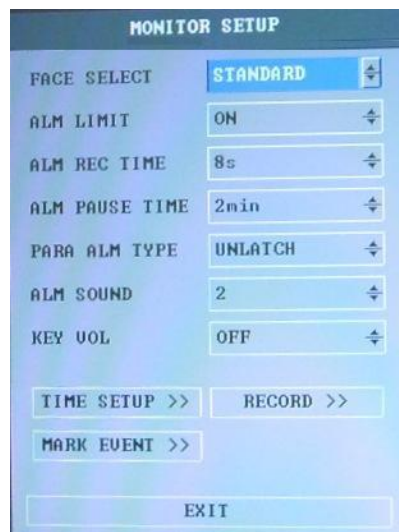 MONITOR SETUP
FACE SELECT STANDARD
ALM LIMIT ON
ALM REC TIME 8s
ALM PAUSE TIME 2min
PARA ALM TYPE UNLATCH
ALM SOUND 2
KEY VOL OFF
TIME SETUP >> RECORD >>
MARK EVENT >>
EXIT